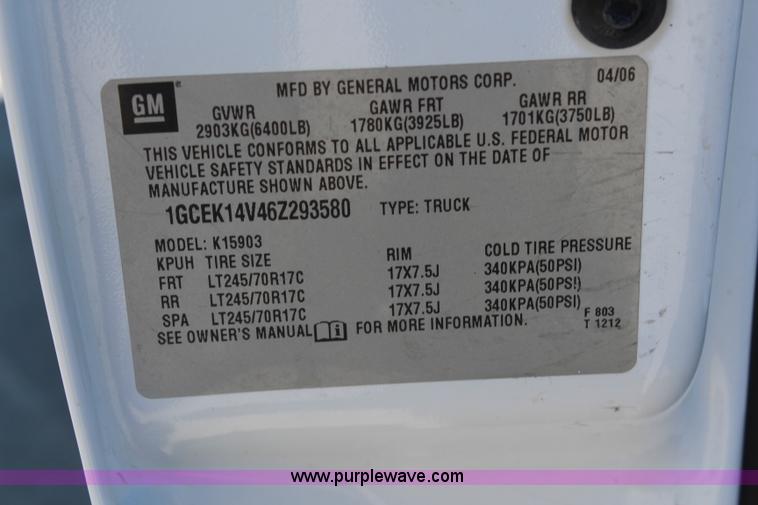 GM
MFD BY GENERAL MOTORS CORP. 04/06
GVWR GAWR FRT GAWR RR
2903KG(6400LB) 1780KG(3925LB) 1701KG(3750LB)
THIS VEHICLE CONFORMS TO ALL APPLICABLE U.S. FEDERAL MOTOR
VEHICLE SAFETY STANDARDS IN EFFECT ON THE DATE OF
MANUFACTURE SHOWN ABOVE.
1GCEK14V46Z293580 TYPE: TRUCK
MODEL: K15903
KPUH TIRE SIZE RIM COLD TIRE PRESSURE
FRT LT245/70R17C 17X7.5J 340KPA(50PSI)
RR LT245/70R17C 17X7.5J 340KPA(50PSI)
SPA LT245/70R17C 17X7.5J 340KPA(50PSI)
SEE OWNER'S MANUAL FOR MORE INFORMATION.
F 803
T 1212
www.purplewave.com